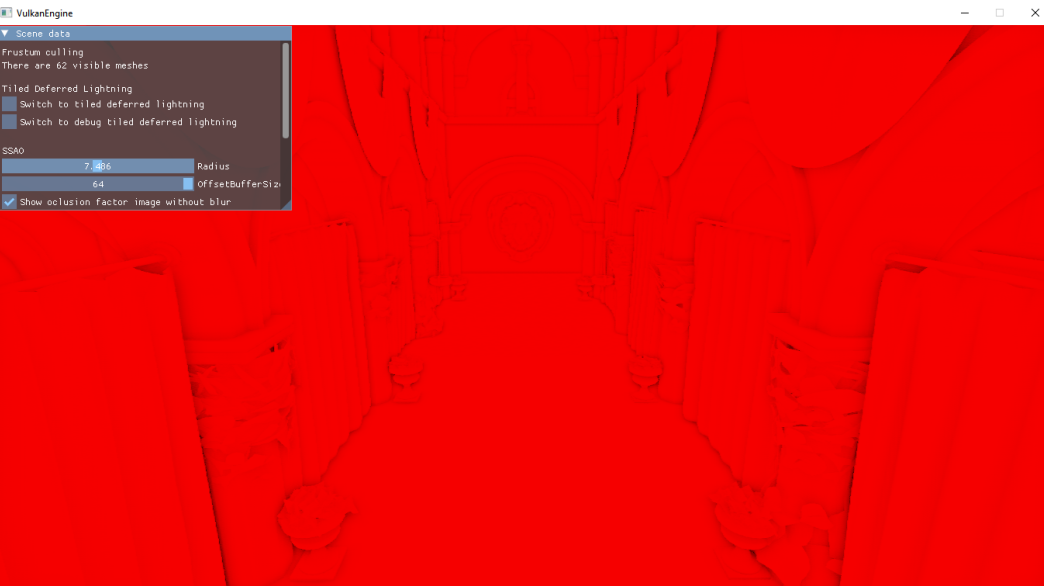 VulkanEngine
Scene data
Frustum culling
There are 62 visible meshes
Tiled Deferred Lightning
Switch to tiled deferred lightning
Switch to debug tiled deferred lightning
SSAO
7.486 Radius
64 OffsetBufferSiz
Show oclusion factor image without blur